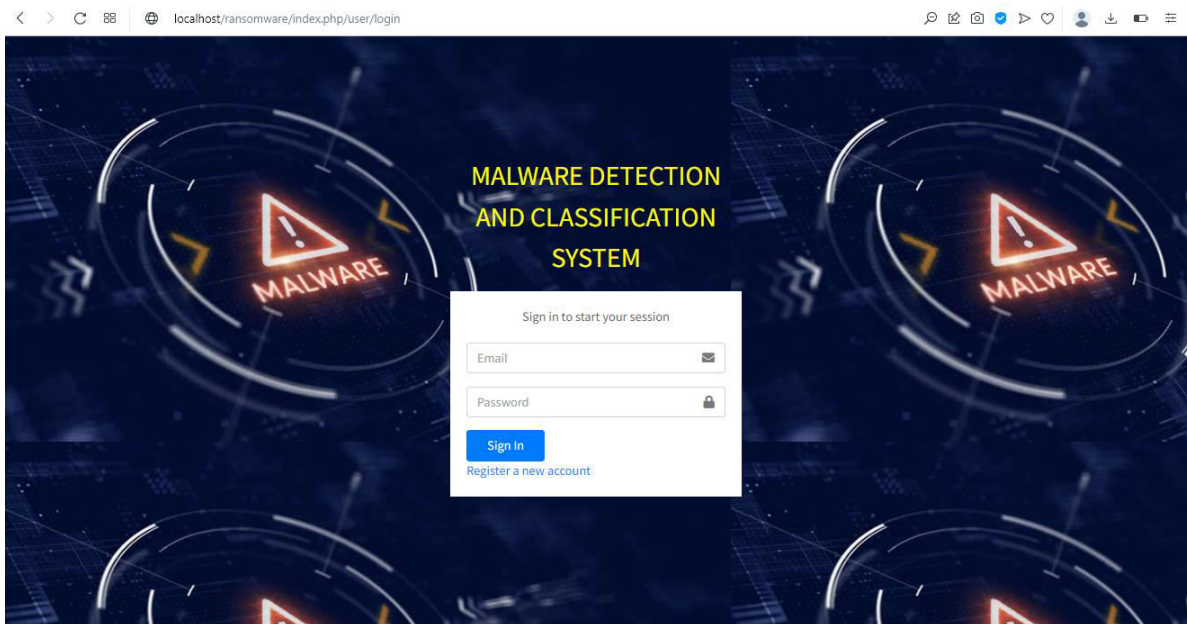 localhost/ransomware/index.php/user/login
MALWARE DETECTION
AND CLASSIFICATION
SYSTEM
MALWARE
MALWARE
Sign in to start your session
Email
Password
Sign In
Register a new account